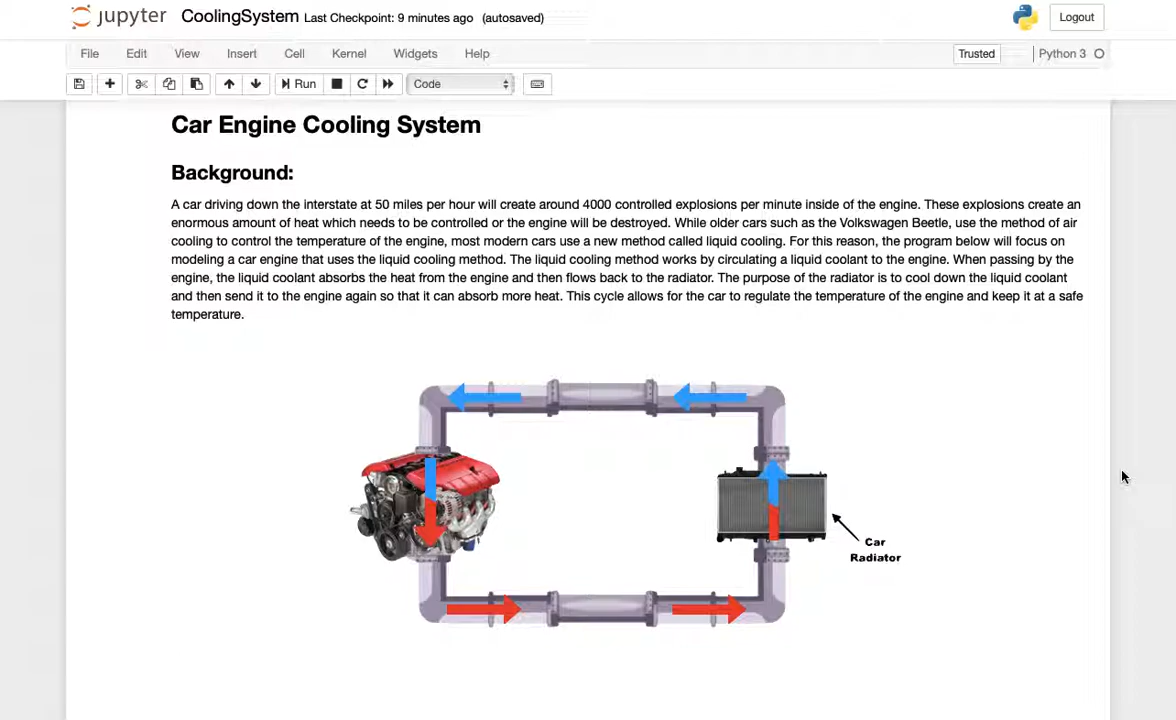 jupyter CoolingSystem Last Checkpoint: 9 minutes ago (autosaved) Logout
File Edit View Insert Cell Kernel Widgets Help Trusted Python 3
Run Code
Car Engine Cooling System
Background:
A car driving down the interstate at 50 miles per hour will create around 4000 controlled explosions per minute inside of the engine. These explosions create an
enormous amount of heat which needs to be controlled or the engine will be destroyed. While older cars such as the Volkswagen Beetle, use the method of air
cooling to control the temperature of the engine, most modern cars use a new method called liquid cooling. For this reason, the program below will focus on
modeling a car engine that uses the liquid cooling method. The liquid cooling method works by circulating a liquid coolant to the engine. When passing by the
engine, the liquid coolant absorbs the heat from the engine and then flows back to the radiator. The purpose of the radiator is to cool down the liquid coolant
and then send it to the engine again so that it can absorb more heat. This cycle allows for the car to regulate the temperature of the engine and keep it at a safe
temperature.
Car
Radiator